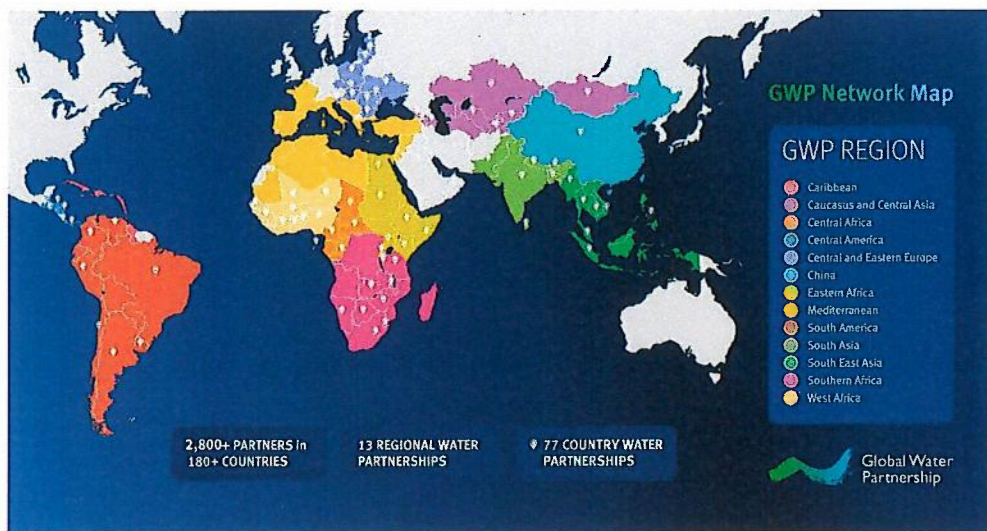 GWP Network Map
GWP REGION
Caribbean
Caucasus and Central Asia
Central Africa
Central America
Central and Eastern Europe
China
Eastern Africa
Mediterranean
South America
South Asia
South East Asia
Southern Africa
West Africa
2,800+ PARTNERS in
180+ COUNTRIES
13 REGIONAL WATER
PARTNERSHIPS
77 COUNTRY WATER
PARTNERSHIPS
Global Water
Partnership